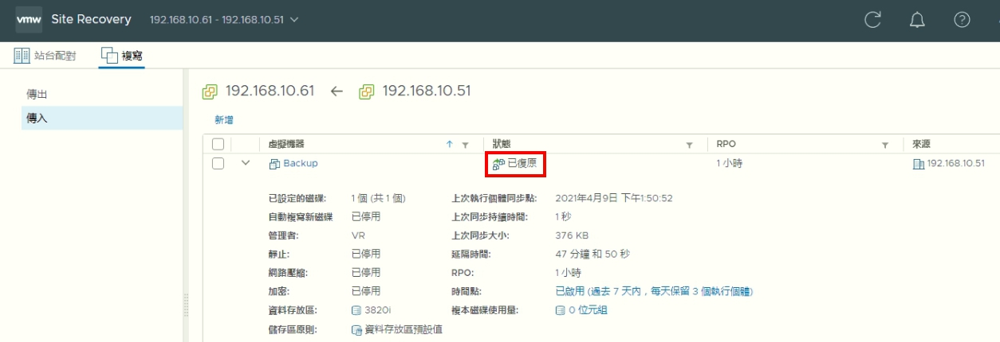 vmw Site Recovery 192.168.10.61 - 192.168.10.51
站台配對 複寫
傳出
傳入
192.168.10.61 ← 192.168.10.51
新增
虛擬機器 狀態 RPO 來源
Backup 已復原 1 小時 192.168.10.51
已設定的磁碟: 1 個 (共 1 個) 上次執行個體同步點: 2021年4月9日 下午1:50:52
自動複寫新磁碟 已停用 上次同步持續時間: 1 秒
管理者: VR 上次同步大小: 376 KB
靜止: 已停用 延隔時間: 47 分鐘 和 50 秒
網路壓縮: 已停用 RPO: 1 小時
加密: 已停用 時間點: 已啟用 (過去 7 天內，每天保留 3 個執行個體)
資料存放區: 3820i 複本磁碟使用量: 0 位元組
儲存區原則: 資料存放區預設值